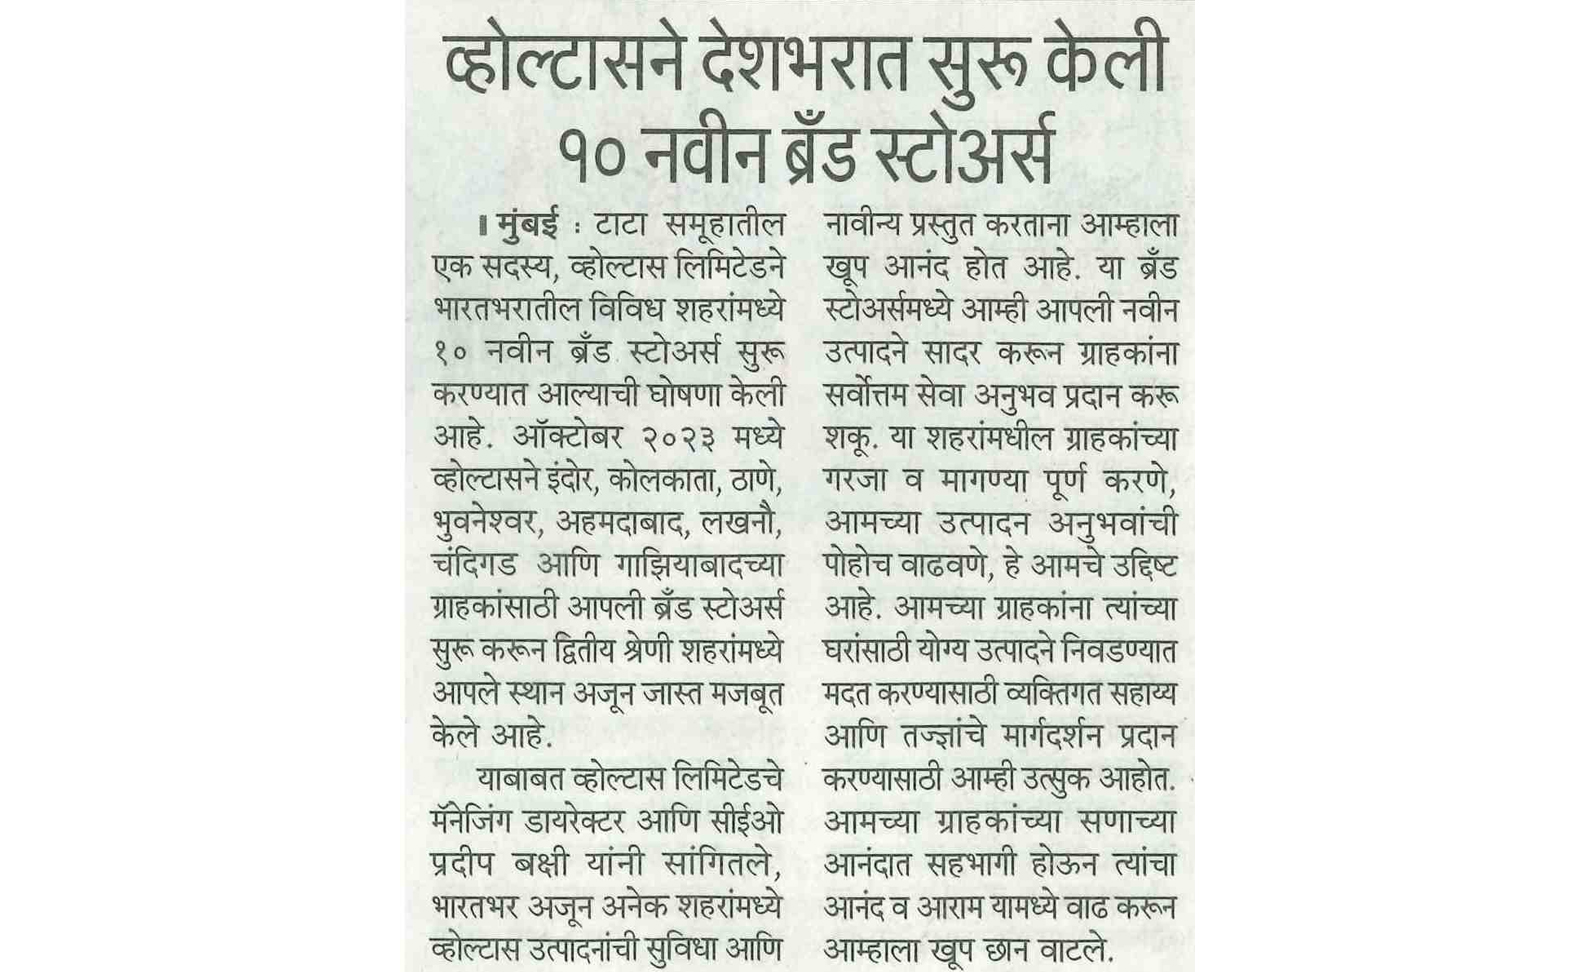 व्होल्टासने देशभरात सुरू केली
१० नवीन ब्रँड स्टोअर्स
। मुंबई : टाटा समूहातील
एक सदस्य, व्होल्टास लिमिटेडने
भारतभरातील विविध शहरांमध्ये
१० नवीन ब्रँड स्टोअर्स सुरू
करण्यात आल्याची घोषणा केली
आहे. ऑक्टोबर २०२३ मध्ये
व्होल्टासने इंदोर, कोलकाता, ठाणे,
भुवनेश्वर, अहमदाबाद, लखनौ,
चंदिगड आणि गाझियाबादच्या
ग्राहकांसाठी आपली ब्रँड स्टोअर्स
सुरू करून द्वितीय श्रेणी शहरांमध्ये
आपले स्थान अजून जास्त मजबूत
केले आहे.
याबाबत व्होल्टास लिमिटेडचे
मॅनेजिंग डायरेक्टर आणि सीईओ
प्रदीप बक्षी यांनी सांगितले,
भारतभर अजून अनेक शहरांमध्ये
व्होल्टास उत्पादनांची सुविधा आणि
नावीन्य प्रस्तुत करताना आम्हाला
खूप आनंद होत आहे. या ब्रँड
स्टोअर्समध्ये आम्ही आपली नवीन
उत्पादने सादर करून ग्राहकांना
सर्वोत्तम सेवा अनुभव प्रदान करू
शकू. या शहरांमधील ग्राहकांच्या
गरजा व मागण्या पूर्ण करणे,
आमच्या उत्पादन अनुभवांची
पोहोच वाढवणे, हे आमचे उद्दिष्ट
आहे. आमच्या ग्राहकांना त्यांच्या
घरांसाठी योग्य उत्पादने निवडण्यात
मदत करण्यासाठी व्यक्तिगत सहाय्य
आणि तज्ज्ञांचे मार्गदर्शन प्रदान
करण्यासाठी आम्ही उत्सुक आहोत.
आमच्या ग्राहकांच्या सणाच्या
आनंदात सहभागी होऊन त्यांचा
आनंद व आराम यामध्ये वाढ करून
आम्हाला खूप छान वाटले.